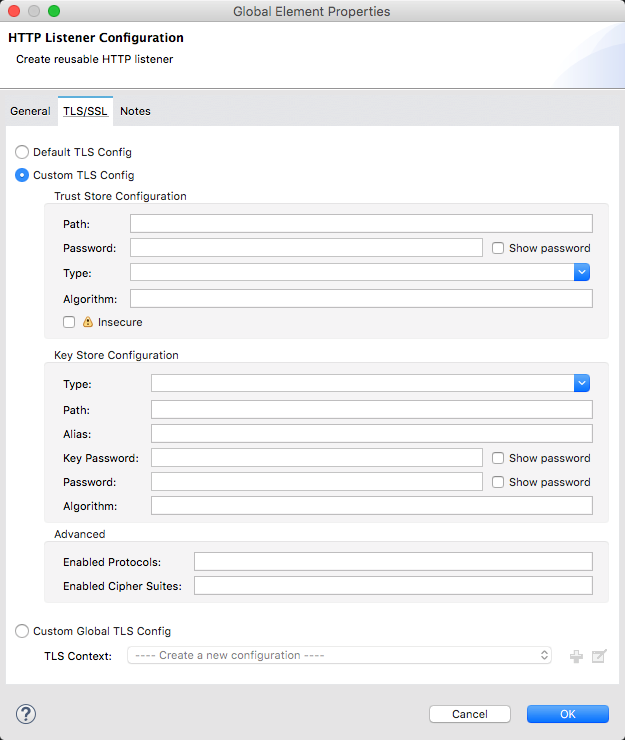 Global Element Properties
HTTP Listener Configuration
Create reusable HTTP listener
General TLS/SSL Notes
Default TLS Config
Custom TLS Config
Trust Store Configuration
Path:
Password: Show password
Type:
Algorithm:
Insecure
Key Store Configuration
Type:
Path:
Alias:
Key Password: Show password
Password: Show password
Algorithm:
Advanced
Enabled Protocols:
Enabled Cipher Suites:
Custom Global TLS Config
TLS Context: ---- Create a new configuration ----
? Cancel OK